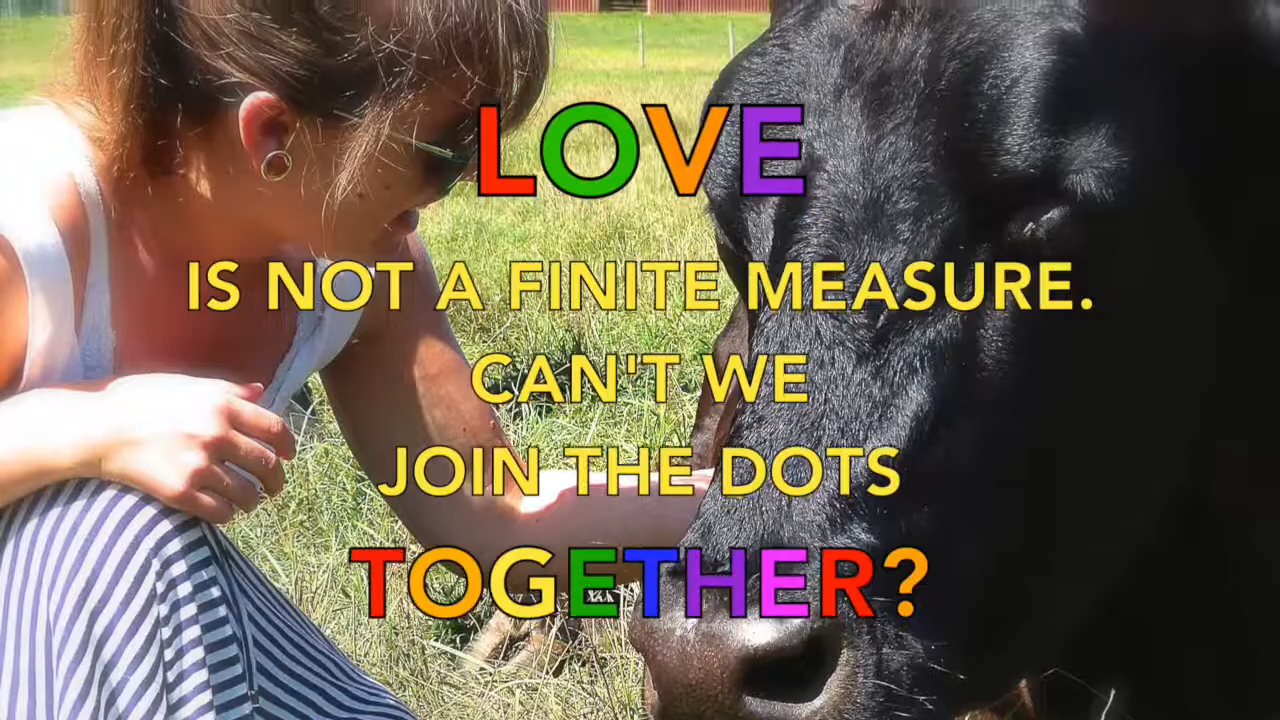 LOVE
IS NOT A FINITE MEASURE.
CAN'T WE
JOIN THE DOTS
TOGETHER?